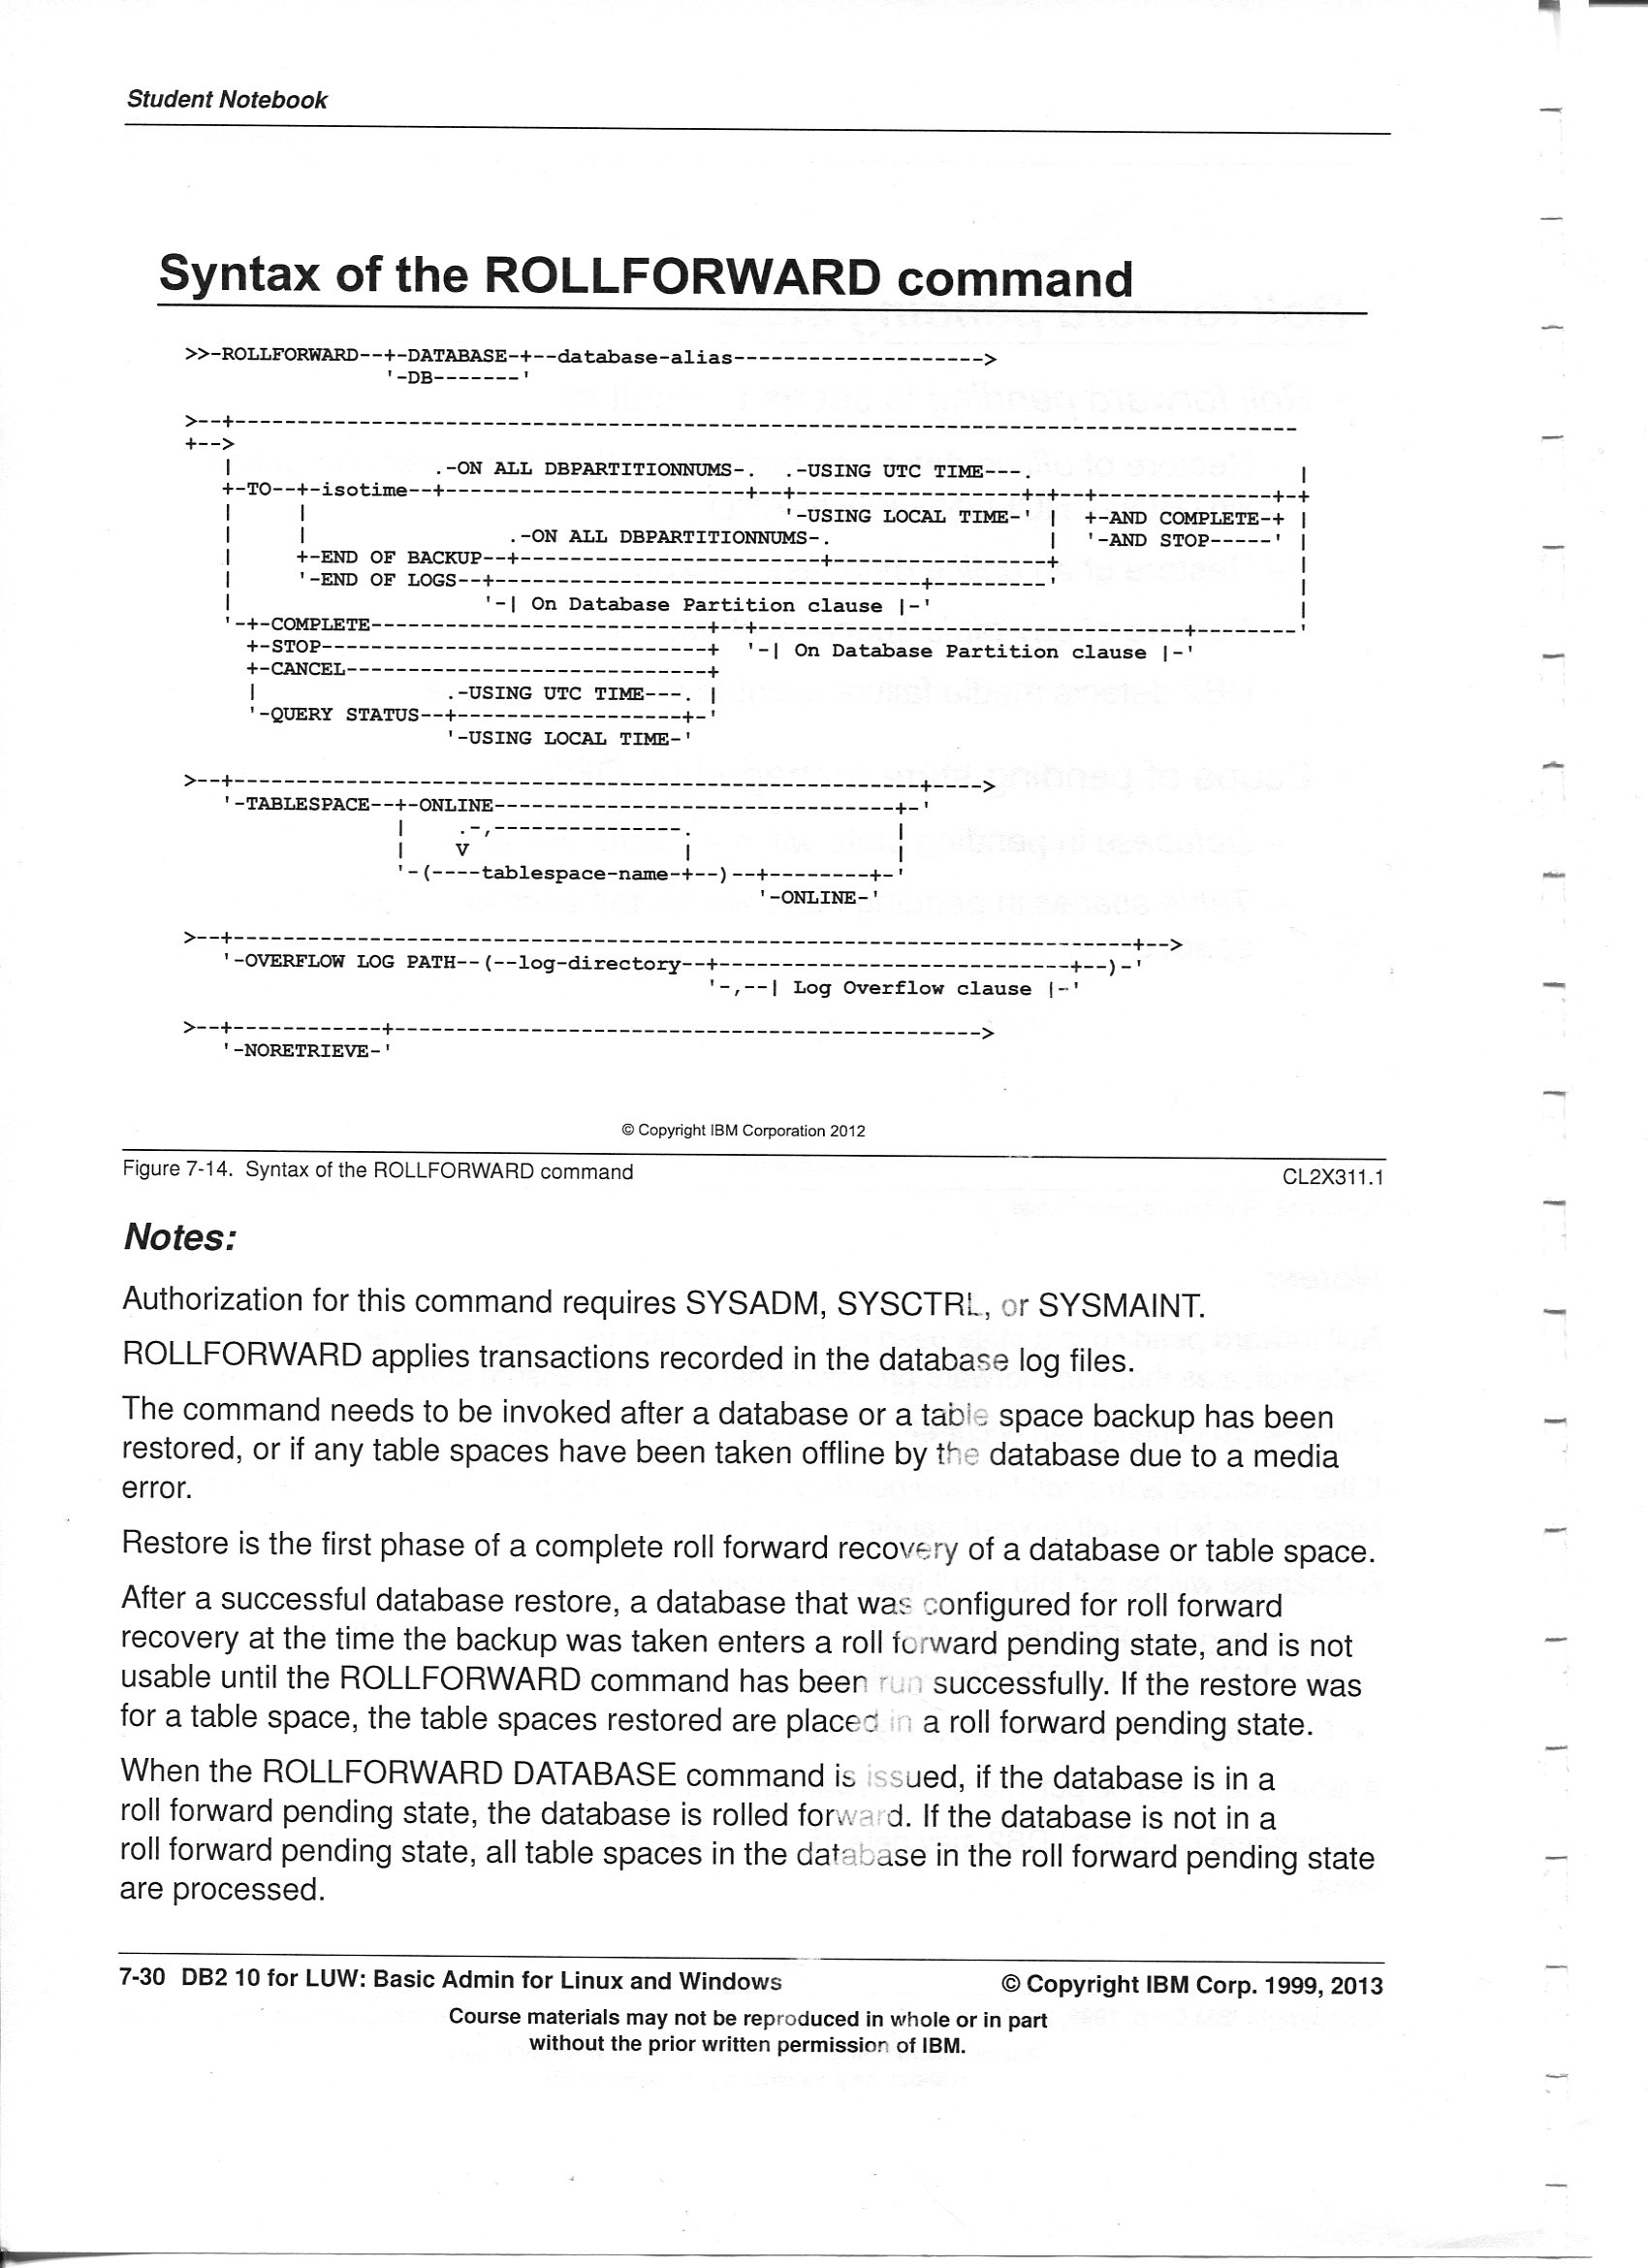 Student Notebook
Syntax of the ROLLFORWARD command
>>-ROLLFORWARD--+-DATABASE-+--database-alias--------------------->
                '-DB-------'
>--+---------------------------------------------------------------------------------------
+-->
   |                 .-ON ALL DBPARTITIONNUMS-.  .-USING UTC TIME---.                      |
   +-TO--+-isotime--+-------------------------+--+-------------------+-+--+--------------+-+
   |     |                                       '-USING LOCAL TIME-' |  +-AND COMPLETE-+ |
   |     |                .-ON ALL DBPARTITIONNUMS-.                  |  '-AND STOP-----' |
   |     +-END OF BACKUP--+-------------------------+------------------+                   |
   |     '-END OF LOGS--+-----------------------------------+---------'                    |
   |                    '-| On Database Partition clause |-'                               |
   '-+-COMPLETE---------------------------+--+-----------------------------------+--------'
     +-STOP-------------------------------+  '-| On Database Partition clause |-'
     +-CANCEL-----------------------------+
     |               .-USING UTC TIME---. |
     '-QUERY STATUS--+------------------+-'
                     '-USING LOCAL TIME-'
>--+--------------------------------------------------------+---->
   '-TABLESPACE--+-ONLINE---------------------------------+-'
                 |    .-,---------------.                 |
                 |    V                 |                 |
                 '-(----tablespace-name-+--)--+--------+-'
                                              '-ONLINE-'
>--+--------------------------------------------------------------------------+-->
   '-OVERFLOW LOG PATH--(--log-directory--+-----------------------------+--)-'
                                          '-,--| Log Overflow clause |-'
>--+------------+------------------------------------------------>
   '-NORETRIEVE-'
© Copyright IBM Corporation 2012
Figure 7-14. Syntax of the ROLLFORWARD command CL2X311.1
Notes:
Authorization for this command requires SYSADM, SYSCTRL, or SYSMAINT.
ROLLFORWARD applies transactions recorded in the database log files.
The command needs to be invoked after a database or a table space backup has been
restored, or if any table spaces have been taken offline by the database due to a media
error.
Restore is the first phase of a complete roll forward recovery of a database or table space.
After a successful database restore, a database that was configured for roll forward
recovery at the time the backup was taken enters a roll forward pending state, and is not
usable until the ROLLFORWARD command has been run successfully. If the restore was
for a table space, the table spaces restored are placed in a roll forward pending state.
When the ROLLFORWARD DATABASE command is issued, if the database is in a
roll forward pending state, the database is rolled forward. If the database is not in a
roll forward pending state, all table spaces in the database in the roll forward pending state
are processed.
7-30 DB2 10 for LUW: Basic Admin for Linux and Windows © Copyright IBM Corp. 1999, 2013
Course materials may not be reproduced in whole or in part
without the prior written permission of IBM.